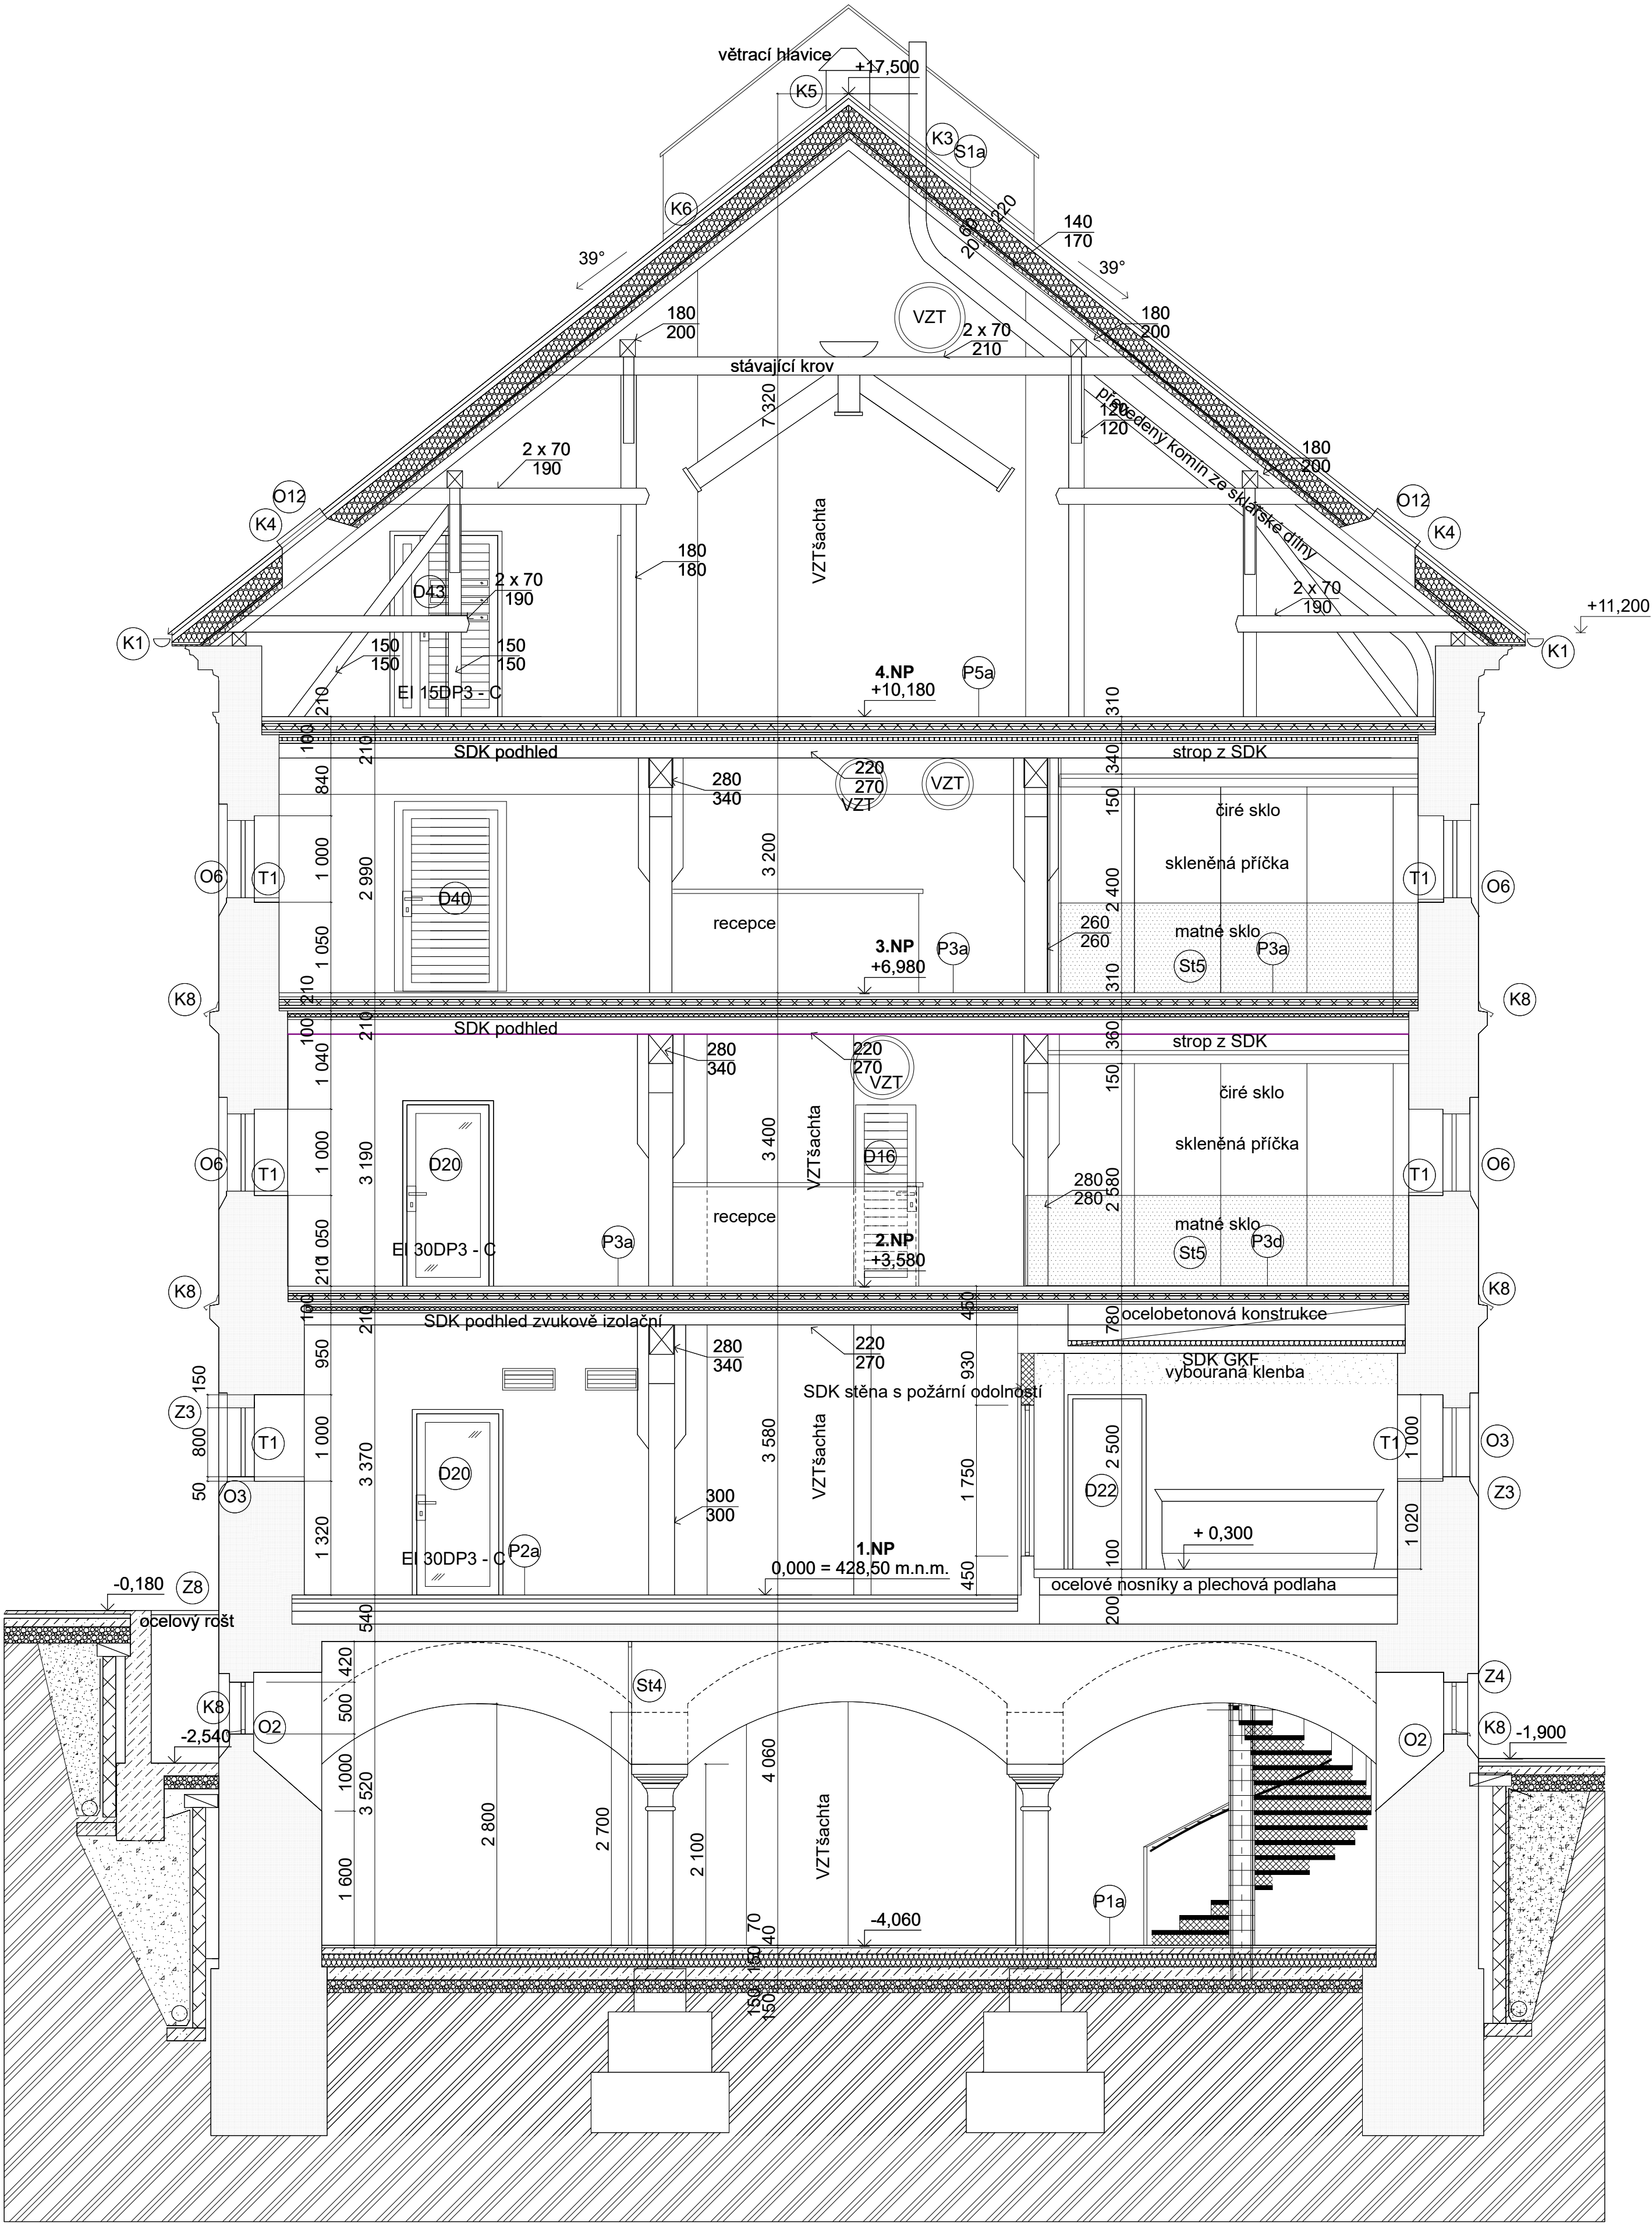 větrací hlavice
+17,500
K5
K3
S1a
K6
220
60
20
140
170
39°
39°
VZT
180
200
180
200
2 x 70
210
stávající krov
7 320
převedený komín ze sklářské dílny
120
120
2 x 70
190
180
200
O12
K4
O12
K4
VZTšachta
180
180
D43
2 x 70
190
2 x 70
190
+11,200
K1
K1
150
150
150
150
4.NP
+10,180
P5a
EI 15DP3 - C
210
310
100
210
SDK podhled
strop z SDK
340
840
280
340
220
270
VZT
VZT
150
čiré sklo
1 000
2 990
3 200
skleněná příčka
O6
T1
D40
T1
O6
2 400
recepce
260
260
matné sklo
1 050
3.NP
+6,980
P3a
P3a
St5
210
310
K8
K8
100
210
SDK podhled
strop z SDK
360
1 040
280
340
220
270
VZT
150
čiré sklo
1 000
3 190
3 400
VZTšachta
skleněná příčka
O6
T1
D20
D16
T1
O6
280
280
2 580
recepce
matné sklo
1 050
EI 30DP3 - C
P3a
2.NP
+3,580
St5
P3d
210
K8
K8
100
210
450
780
ocelobetonová konstrukce
SDK podhled zvukově izolační
950
280
340
220
270
930
SDK GKF
vybouraná klenba
150
SDK stěna s požární odolností
Z3
800
T1
1 000
3 370
3 580
VZTšachta
2 500
T1
1 000
O3
50
O3
D20
1 750
D22
Z3
300
300
1 320
1 020
EI 30DP3 - C
P2a
1.NP
0,000 = 428,50 m.n.m.
+ 0,300
450
100
-0,180
Z8
ocelové nosníky a plechová podlaha
ocelový rošt
540
200
420
St4
Z4
500
K8
O2
O2
K8
-2,540
-1,900
1000
3 520
4 060
2 800
2 700
2 100
VZTšachta
1 600
P1a
-4,060
70
40
150
150
150